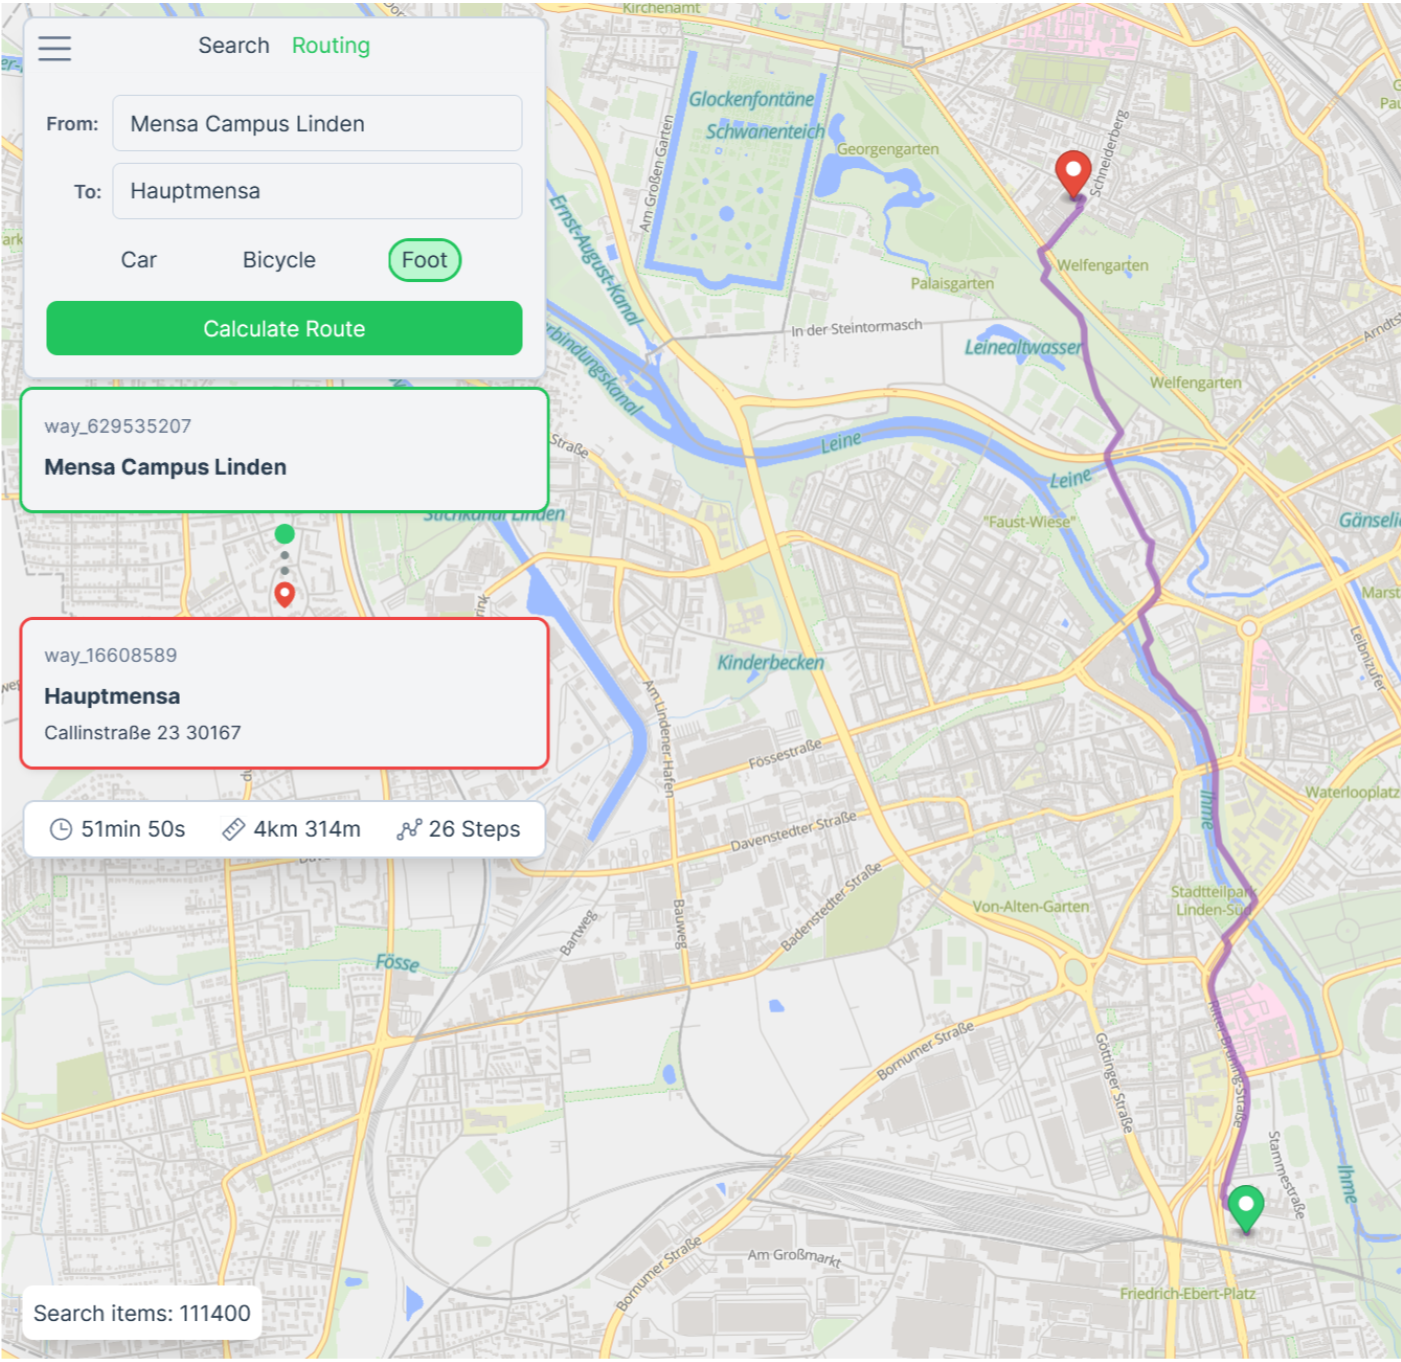 Search Routing
From: Mensa Campus Linden
To: Hauptmensa
Car Bicycle Foot
Calculate Route
way_629535207
Mensa Campus Linden
way_16608589
Hauptmensa
Callinstraße 23 30167
51min 50s 4km 314m 26 Steps
Search items: 111400
Kirchenamt
Glockenfontäne
Schwanenteich
Georgengarten
Schneiderberg
Am Großen Garten
Ernst-August-Kanal
Palaisgarten
Welfengarten
In der Steintormasch
Leinealtwasser
Welfengarten
Straße
Leine
Leine
"Faust-Wiese"
Stichkanal Linden
Leibnizufer
Kinderbecken
Am Lindener Hafen
Fössestraße
Waterlooplatz
Ihme
Davenstedter Straße
Badenstedter Straße
Stadtteilpark
Linden-Süd
Von-Alten-Garten
Bauweg
Bartweg
Fösse
Ritter-Brüning-Straße
Bornumer Straße
Göttinger Straße
Stammestraße
Ihme
Am Großmarkt
Bornumer Straße
Friedrich-Ebert-Platz